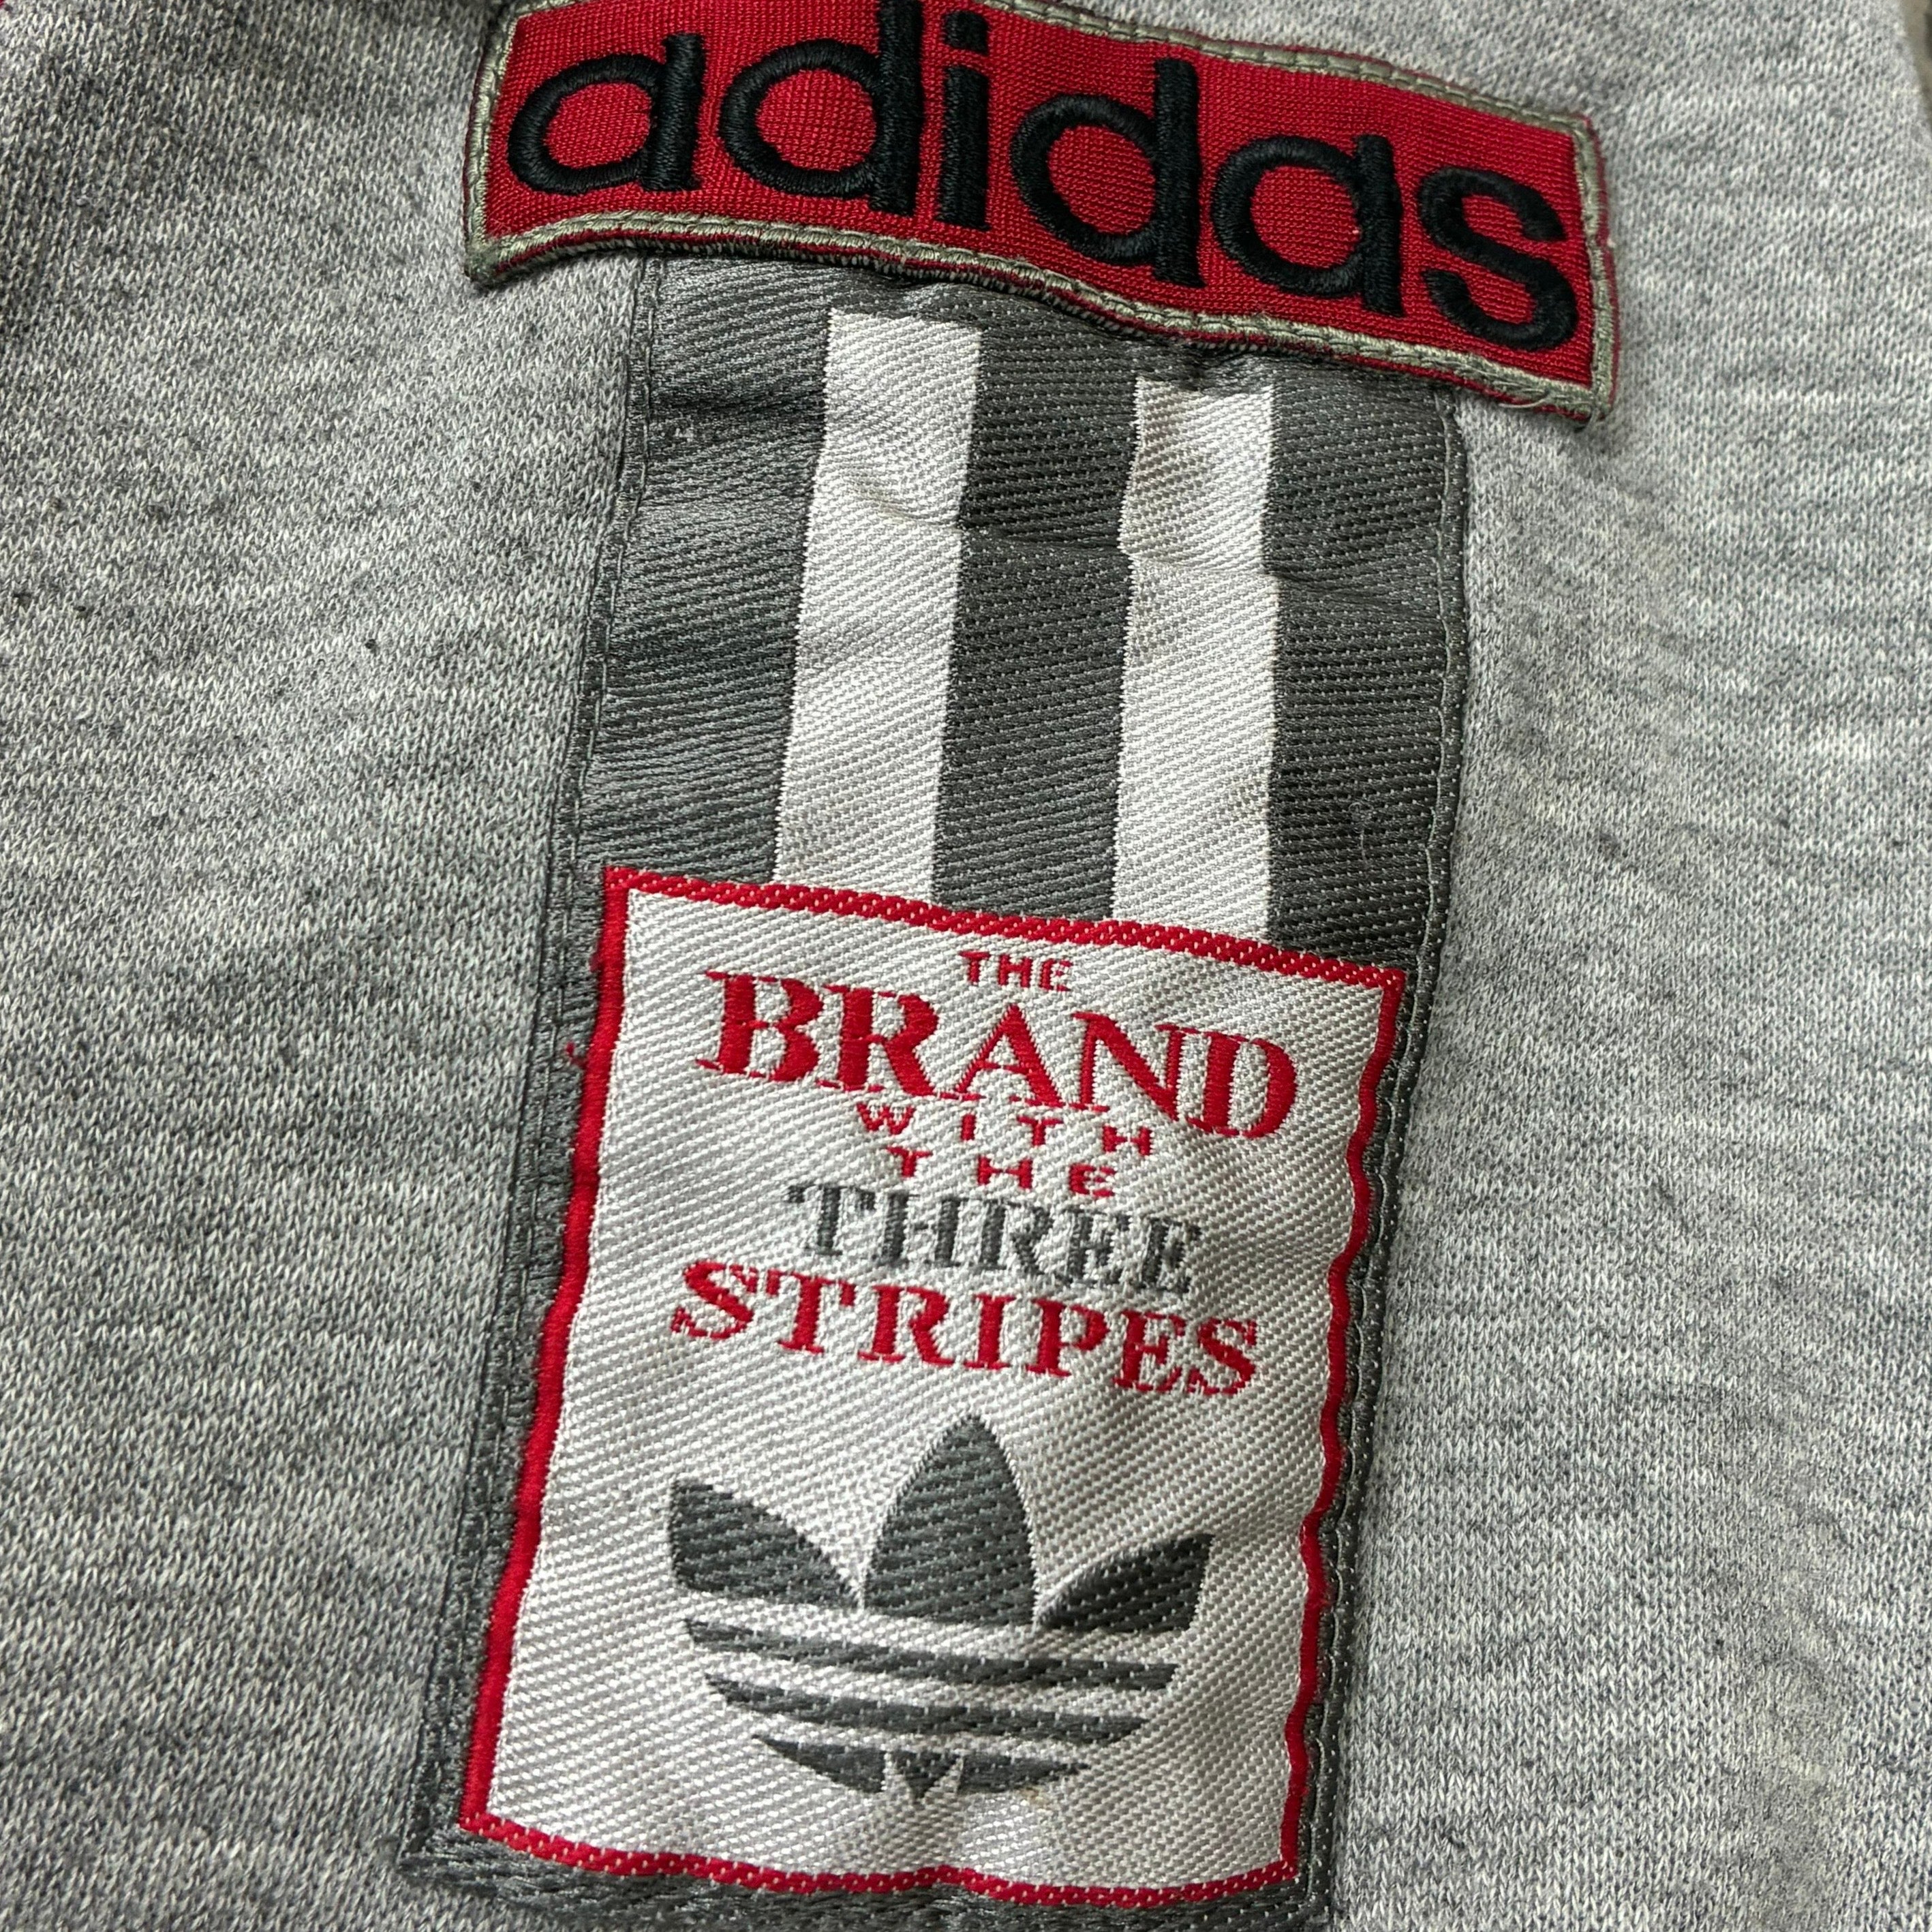 adidas
THE
BRAND
WITH
THE
THREE
STRIPES